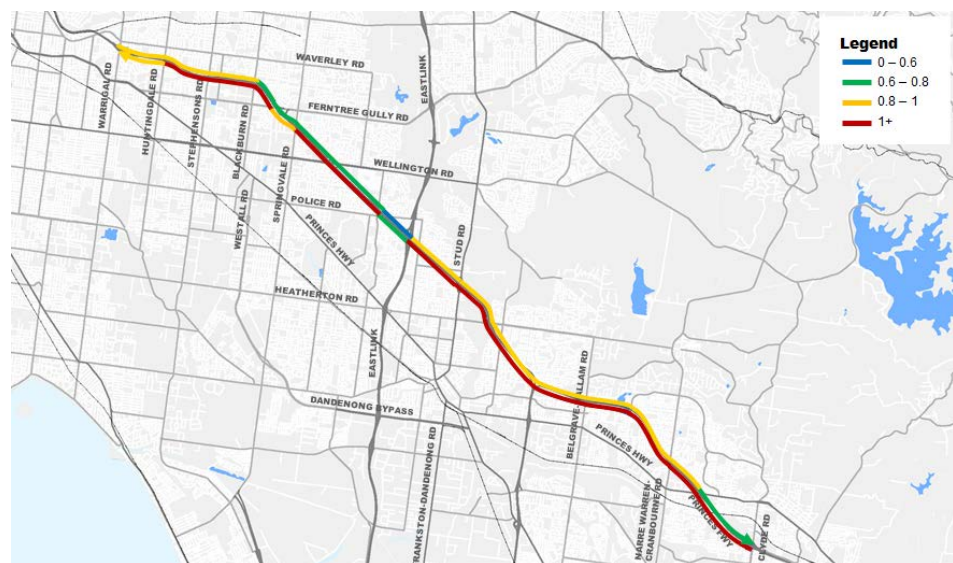 Legend
0 – 0.6
0.6 – 0.8
0.8 – 1
1+
WAVERLEY RD
WARRIGAL RD
HUNTINGDALE RD
STEPHENSONS RD
BLACKBURN RD
FERNTREE GULLY RD
EASTLINK
WELLINGTON RD
SPRINGVALE RD
WESTALL RD
POLICE RD
PRINCES HWY
STUD RD
HEATHERTON RD
EASTLINK
DANDENONG BYPASS
FRANKSTON-DANDENONG RD
BELGRAVE-HALLAM RD
PRINCES HWY
NARRE WARREN-
CRANBOURNE RD
PRINCES FWY
CLYDE RD